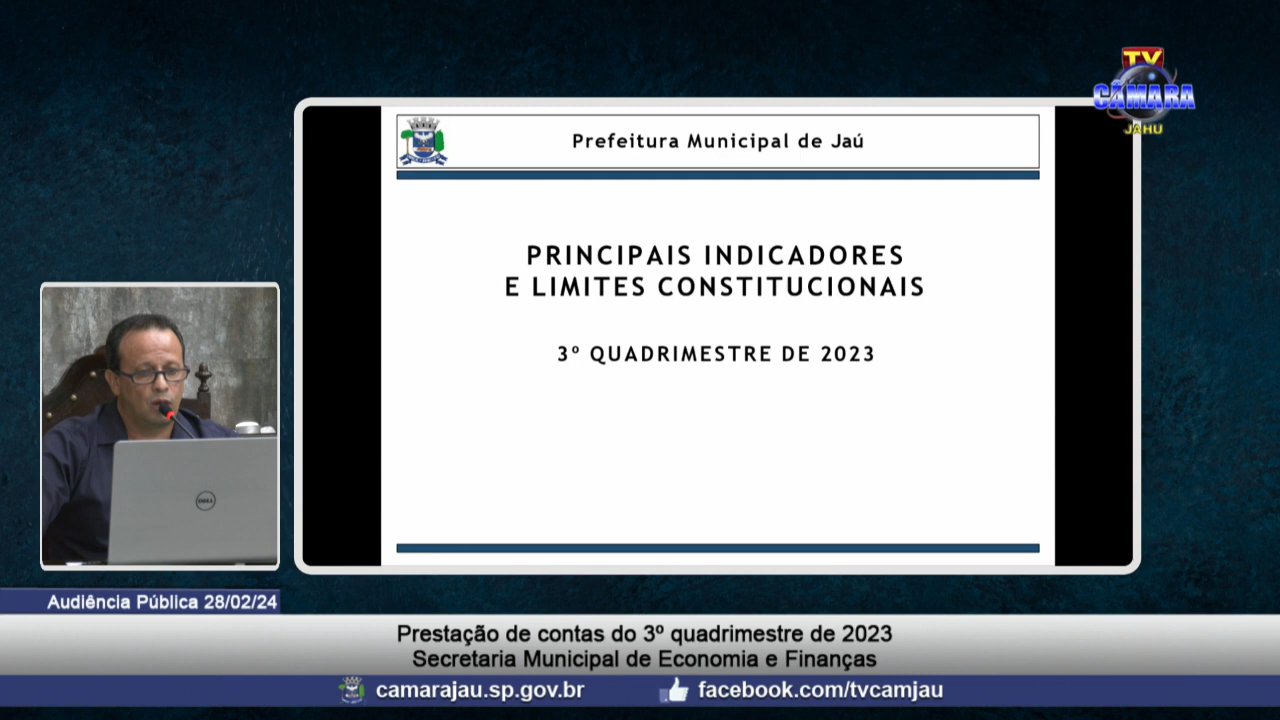 TV
CÂMARA
JAHU
Prefeitura Municipal de Jaú
PRINCIPAIS INDICADORES
E LIMITES CONSTITUCIONAIS
3º QUADRIMESTRE DE 2023
DELL
Audiência Pública 28/02/24
Prestação de contas do 3º quadrimestre de 2023
Secretaria Municipal de Economia e Finanças
camarajau.sp.gov.br
facebook.com/tvcamjau